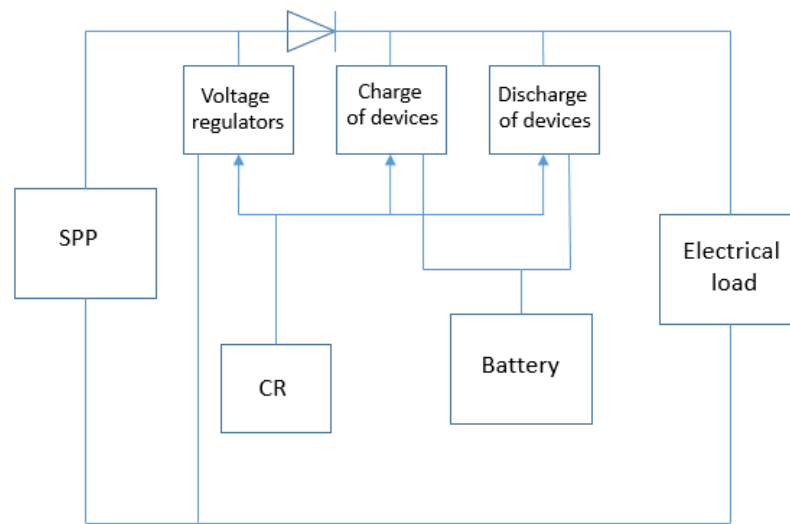 Voltage
regulators
Charge
of devices
Discharge
of devices
SPP
Electrical
load
CR
Battery